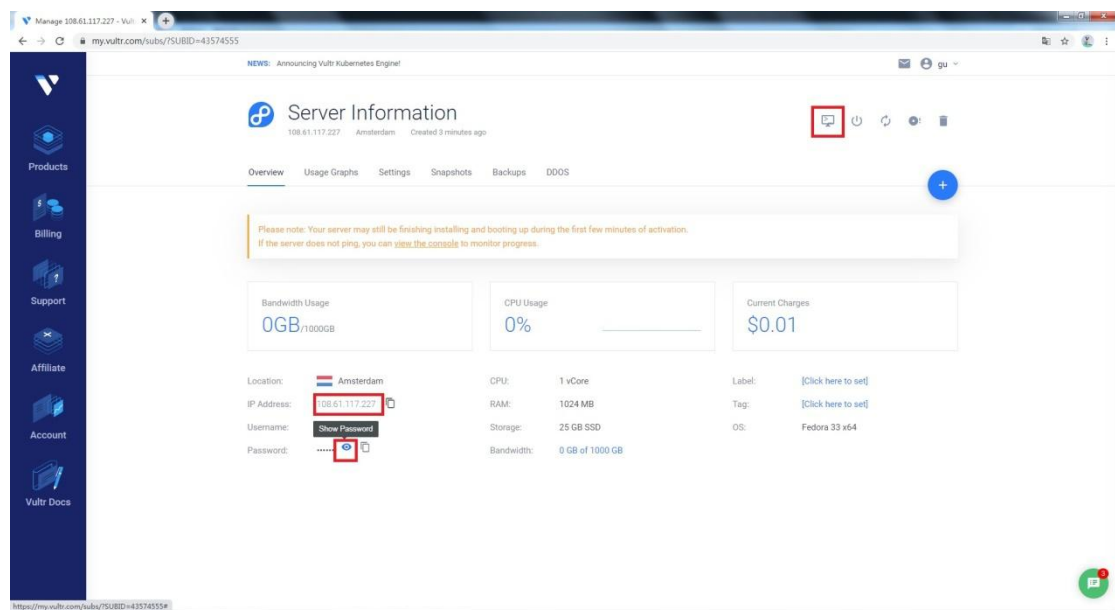 Manage 108.61.117.227 - Vult
my.vultr.com/subs/?SUBID=43574555
NEWS: Announcing Vultr Kubernetes Engine!
gu
Server Information
108.61.117.227 Amsterdam Created 3 minutes ago
Products
Billing
Support
Affiliate
Account
Vultr Docs
Overview Usage Graphs Settings Snapshots Backups DDOS
Please note: Your server may still be finishing installing and booting up during the first few minutes of activation.
If the server does not ping, you can view the console to monitor progress.
Bandwidth Usage
0GB/1000GB
CPU Usage
0%
Current Charges
$0.01
Location: Amsterdam
IP Address: 108.61.117.227
Username:
Show Password
Password: ......
CPU: 1 vCore
RAM: 1024 MB
Storage: 25 GB SSD
Bandwidth: 0 GB of 1000 GB
Label: [Click here to set]
Tag: [Click here to set]
OS: Fedora 33 x64
3
https://my.vultr.com/subs/?SUBID=43574555#